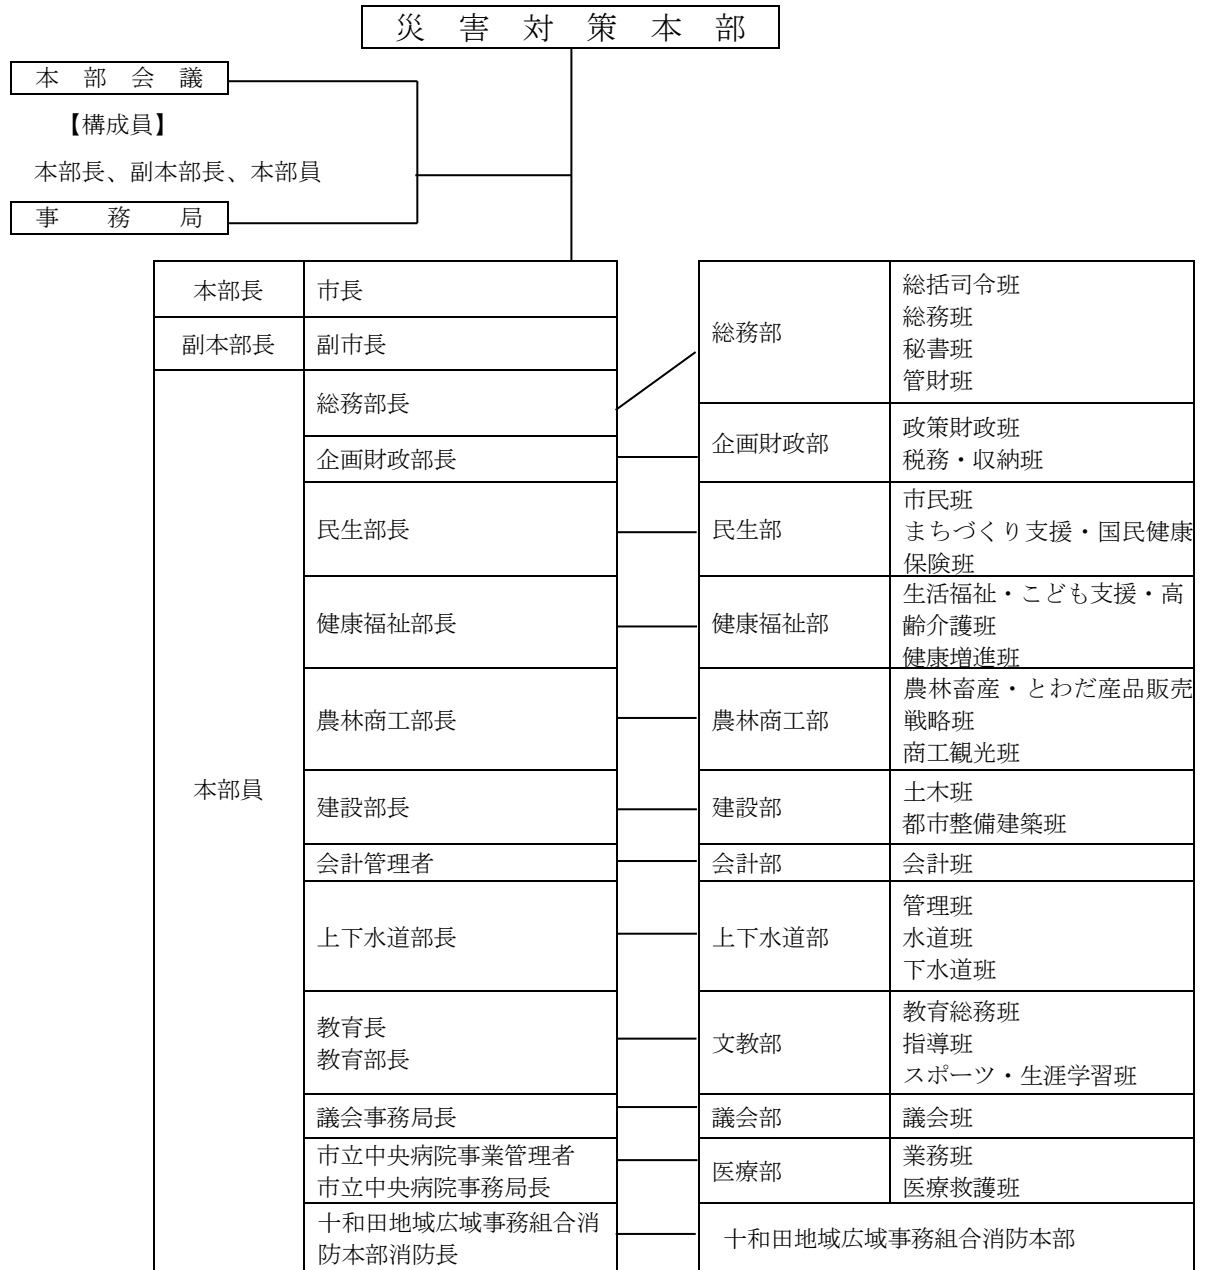 災害対策本部
本部会議
【構成員】
本部長、副本部長、本部員
事務局
本部長
市長
副本部長
副市長
本部員
総務部長
企画財政部長
民生部長
健康福祉部長
農林商工部長
建設部長
会計管理者
上下水道部長
教育長
教育部長
議会事務局長
市立中央病院事業管理者
市立中央病院事務局長
十和田地域広域事務組合消
防本部消防長
総務部
総括司令班
総務班
秘書班
管財班
企画財政部
政策財政班
税務・収納班
民生部
市民班
まちづくり支援・国民健康
保険班
健康福祉部
生活福祉・こども支援・高
齢介護班
健康増進班
農林商工部
農林畜産・とわだ産品販売
戦略班
商工観光班
建設部
土木班
都市整備建築班
会計部
会計班
上下水道部
管理班
水道班
下水道班
文教部
教育総務班
指導班
スポーツ・生涯学習班
議会部
議会班
医療部
業務班
医療救護班
十和田地域広域事務組合消防本部